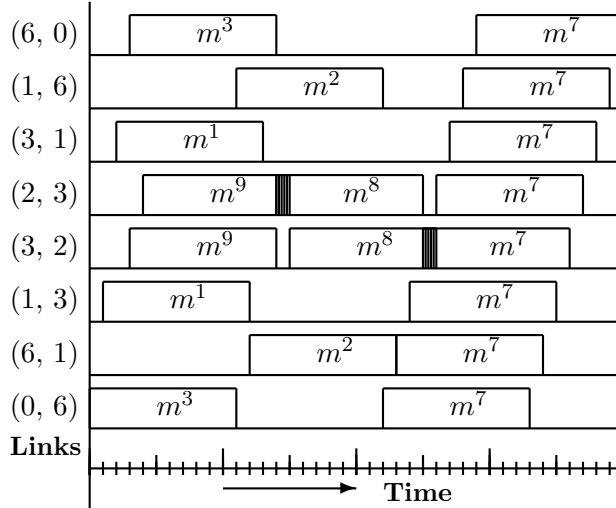 (6, 0) m³ m⁷
(1, 6) m² m⁷
(3, 1) m¹ m⁷
(2, 3) m⁹ m⁸ m⁷
(3, 2) m⁹ m⁸ m⁷
(1, 3) m¹ m⁷
(6, 1) m² m⁷
(0, 6) m³ m⁷
Links
Time